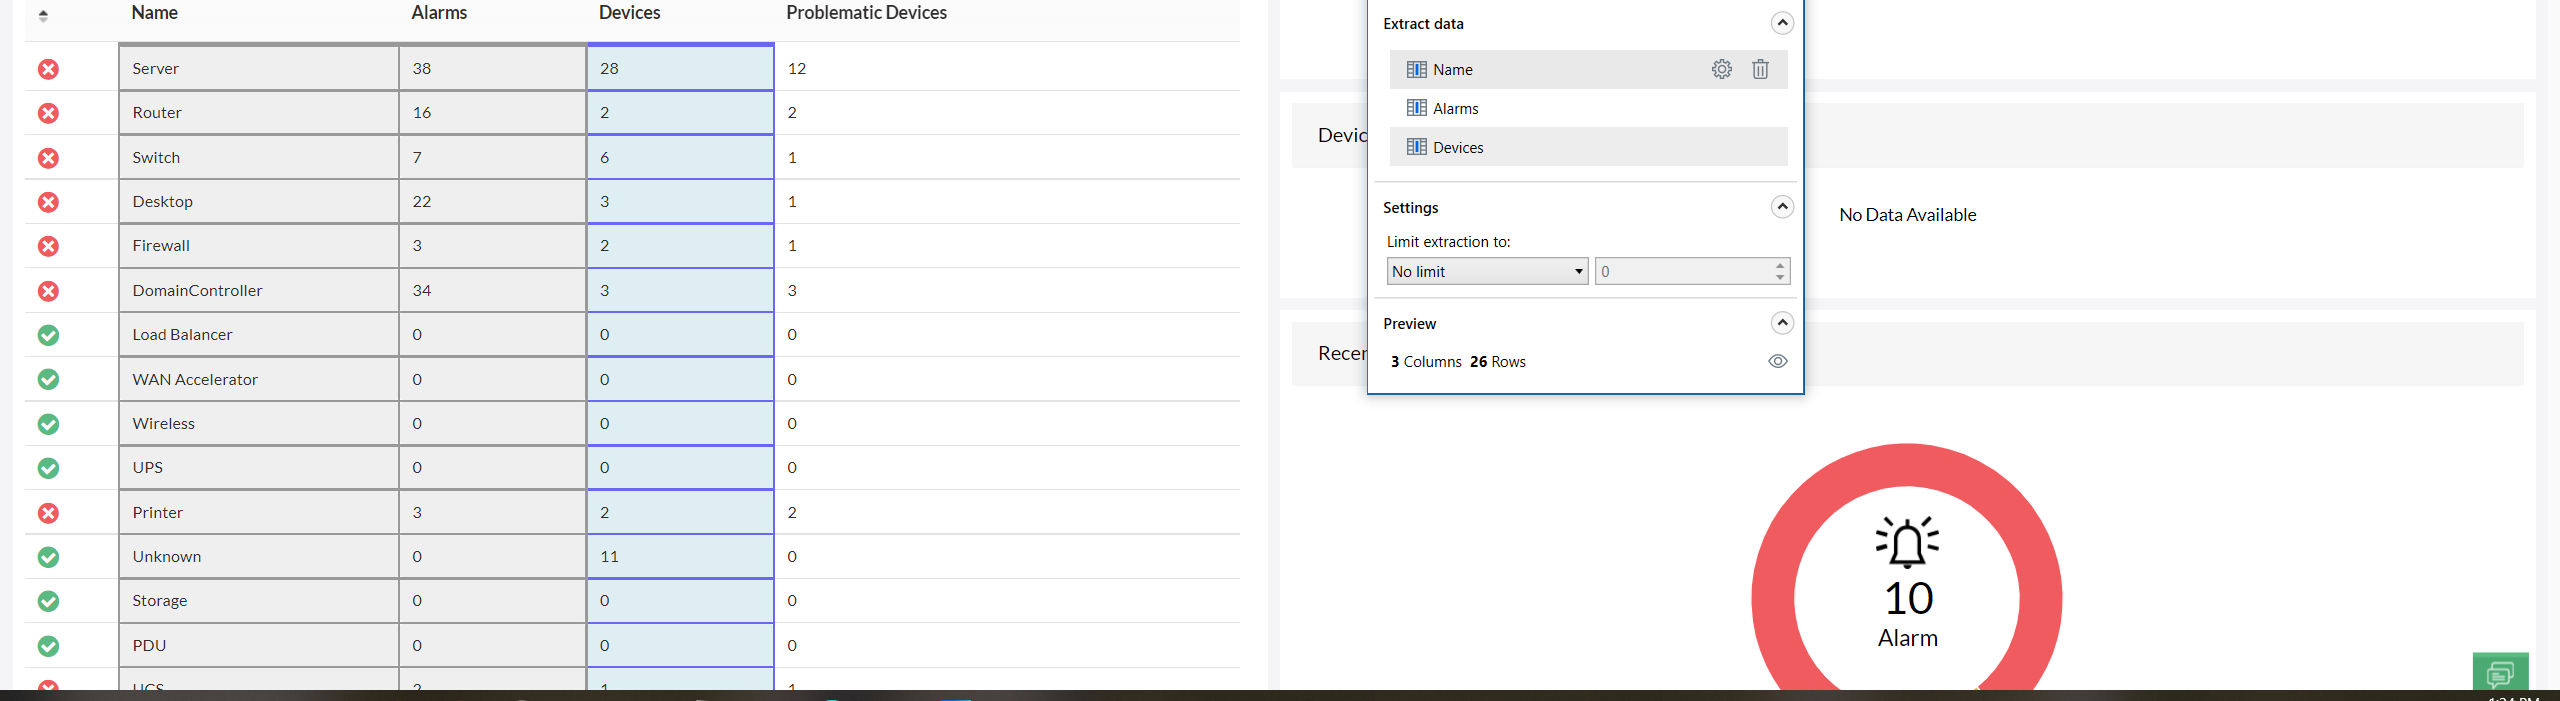 Name Alarms Devices Problematic Devices
Server 38 28 12
Router 16 2 2
Switch 7 6 1
Desktop 22 3 1
Firewall 3 2 1
DomainController 34 3 3
Load Balancer 0 0 0
WAN Accelerator 0 0 0
Wireless 0 0 0
UPS 0 0 0
Printer 3 2 2
Unknown 0 11 0
Storage 0 0 0
PDU 0 0 0
UCS 2 1 1
Extract data
Name
Alarms
Devices
Settings
Limit extraction to:
No limit 0
Preview
3 Columns 26 Rows
Devic
No Data Available
Recer
10
Alarm